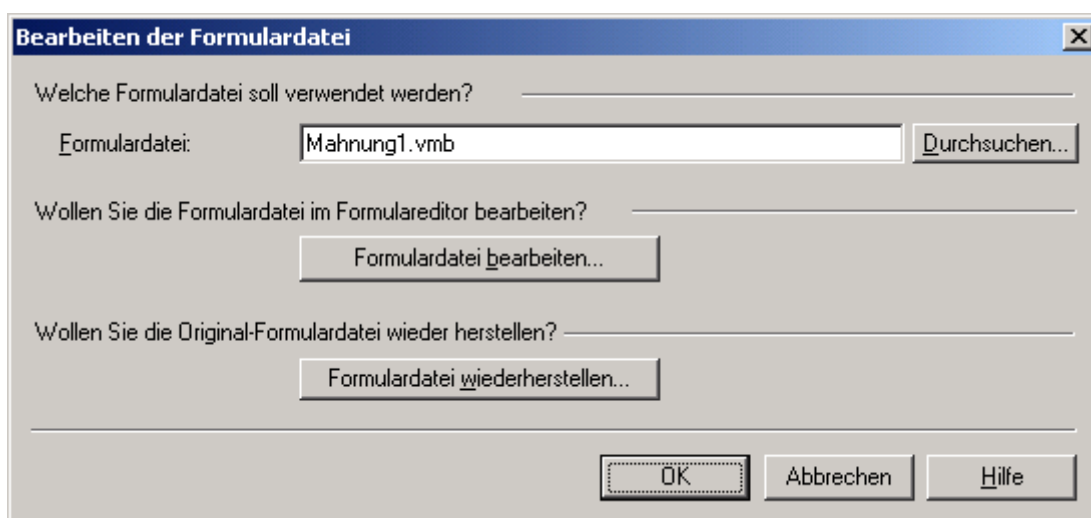 Bearbeiten der Formulardatei
Welche Formulardatei soll verwendet werden?
Formulardatei: Mahnung1.vmb Durchsuchen...
Wollen Sie die Formulardatei im Formulareditor bearbeiten?
Formulardatei bearbeiten...
Wollen Sie die Original-Formulardatei wieder herstellen?
Formulardatei wiederherstellen...
OK Abbrechen Hilfe